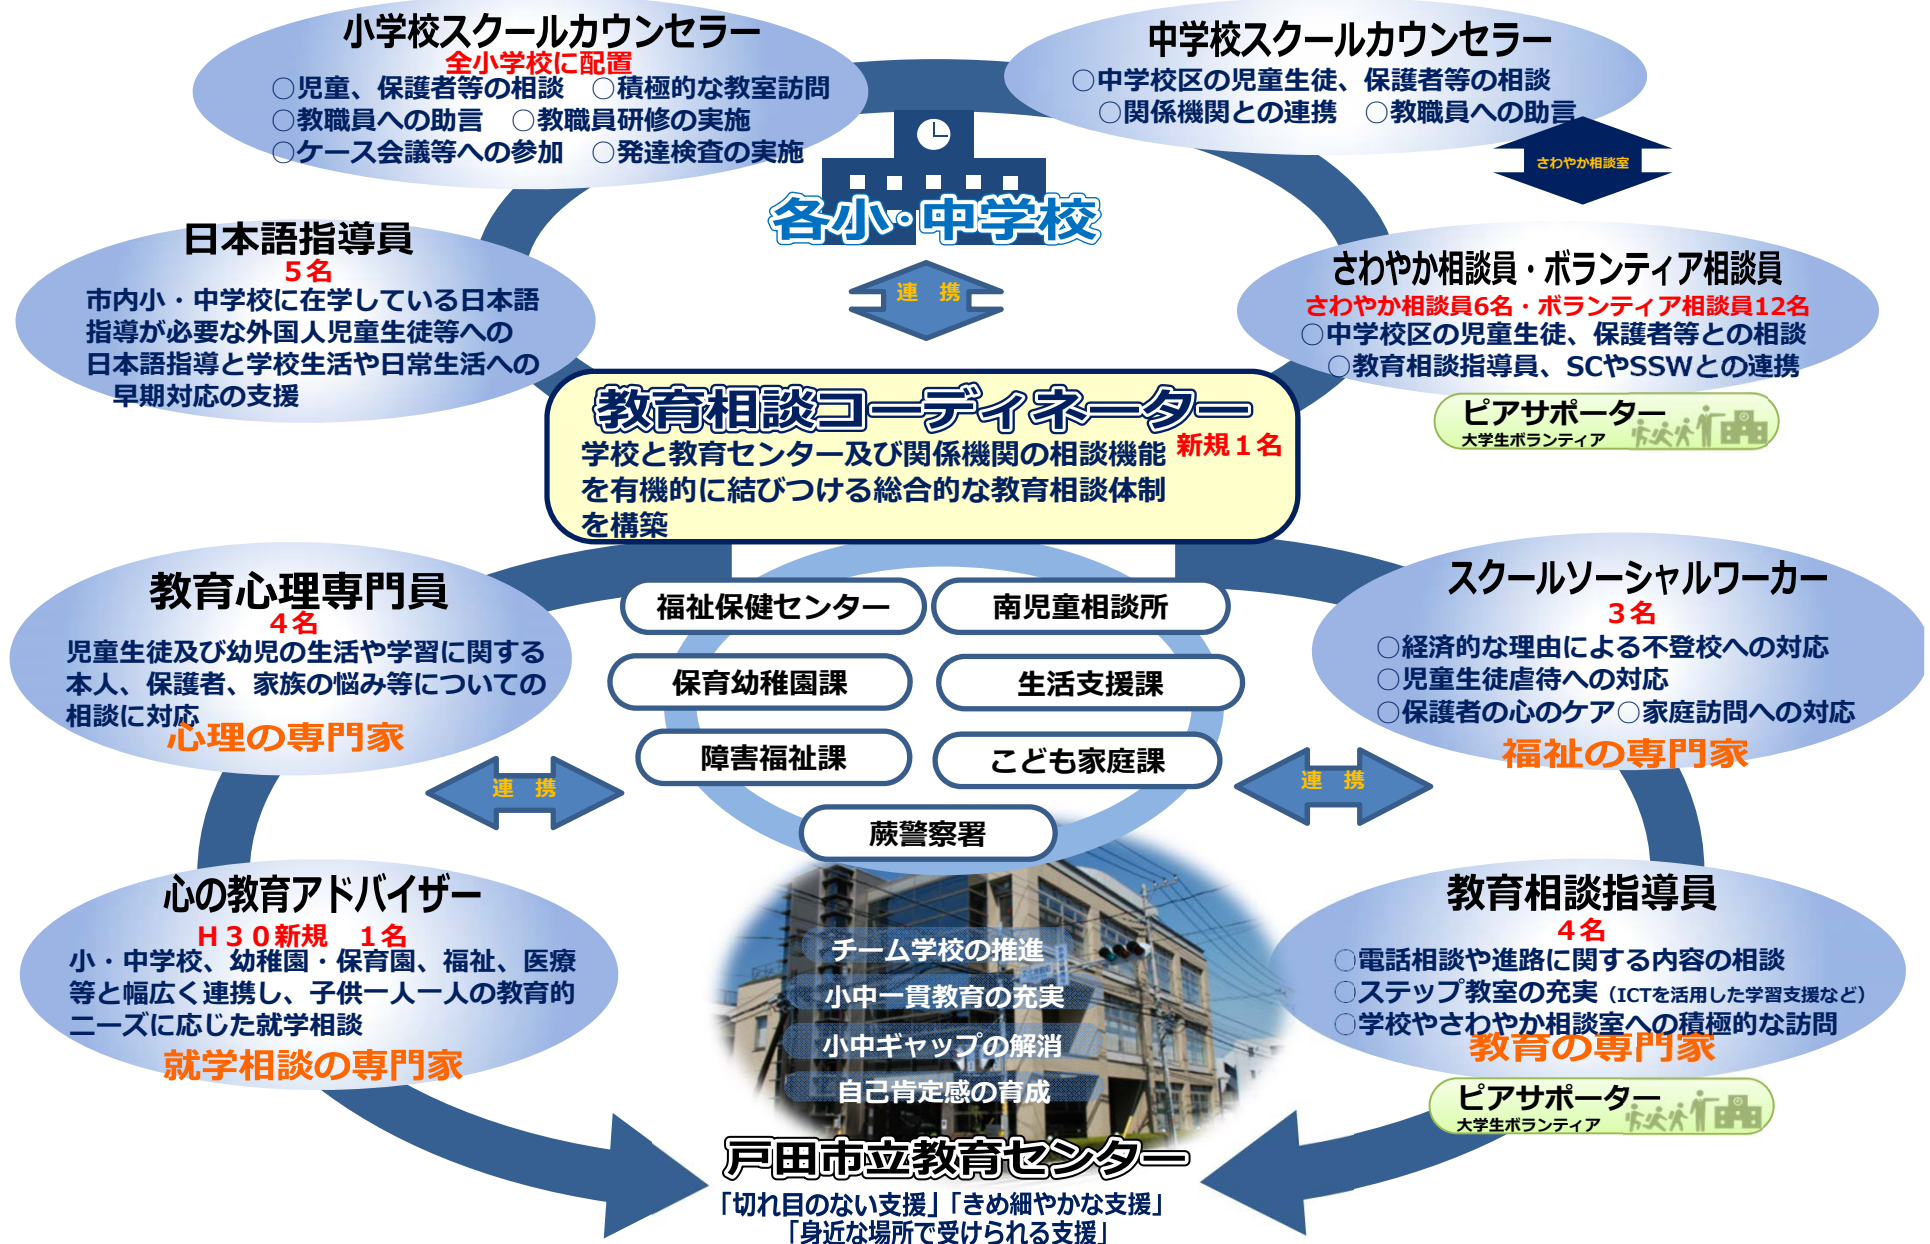 小学校スクールカウンセラー
全小学校に配置
○児童、保護者等の相談　○積極的な教室訪問
○教職員への助言　○教職員研修の実施
○ケース会議等への参加　○発達検査の実施
中学校スクールカウンセラー
○中学校区の児童生徒、保護者等の相談
○関係機関との連携　○教職員への助言
さわやか相談室
各小・中学校
連　携
日本語指導員
５名
市内小・中学校に在学している日本語
指導が必要な外国人児童生徒等への
日本語指導と学校生活や日常生活への
早期対応の支援
さわやか相談員・ボランティア相談員
さわやか相談員6名・ボランティア相談員12名
○中学校区の児童生徒、保護者等との相談
○教育相談指導員、SCやSSWとの連携
ピアサポーター
大学生ボランティア
教育相談コーディネーター
新規１名
学校と教育センター及び関係機関の相談機能
を有機的に結びつける総合的な教育相談体制
を構築
教育心理専門員
４名
児童生徒及び幼児の生活や学習に関する
本人、保護者、家族の悩み等についての
相談に対応
心理の専門家
福祉保健センター
南児童相談所
保育幼稚園課
生活支援課
障害福祉課
こども家庭課
蕨警察署
スクールソーシャルワーカー
３名
○経済的な理由による不登校への対応
○児童生徒虐待への対応
○保護者の心のケア○家庭訪問への対応
福祉の専門家
連　携
連　携
心の教育アドバイザー
Ｈ３０新規　１名
小・中学校、幼稚園・保育園、福祉、医療
等と幅広く連携し、子供一人一人の教育的
ニーズに応じた就学相談
就学相談の専門家
チーム学校の推進
小中一貫教育の充実
小中ギャップの解消
自己肯定感の育成
教育相談指導員
４名
○電話相談や進路に関する内容の相談
○ステップ教室の充実（ICTを活用した学習支援など）
○学校やさわやか相談室への積極的な訪問
教育の専門家
ピアサポーター
大学生ボランティア
戸田市立教育センター
「切れ目のない支援」「きめ細やかな支援」
「身近な場所で受けられる支援」